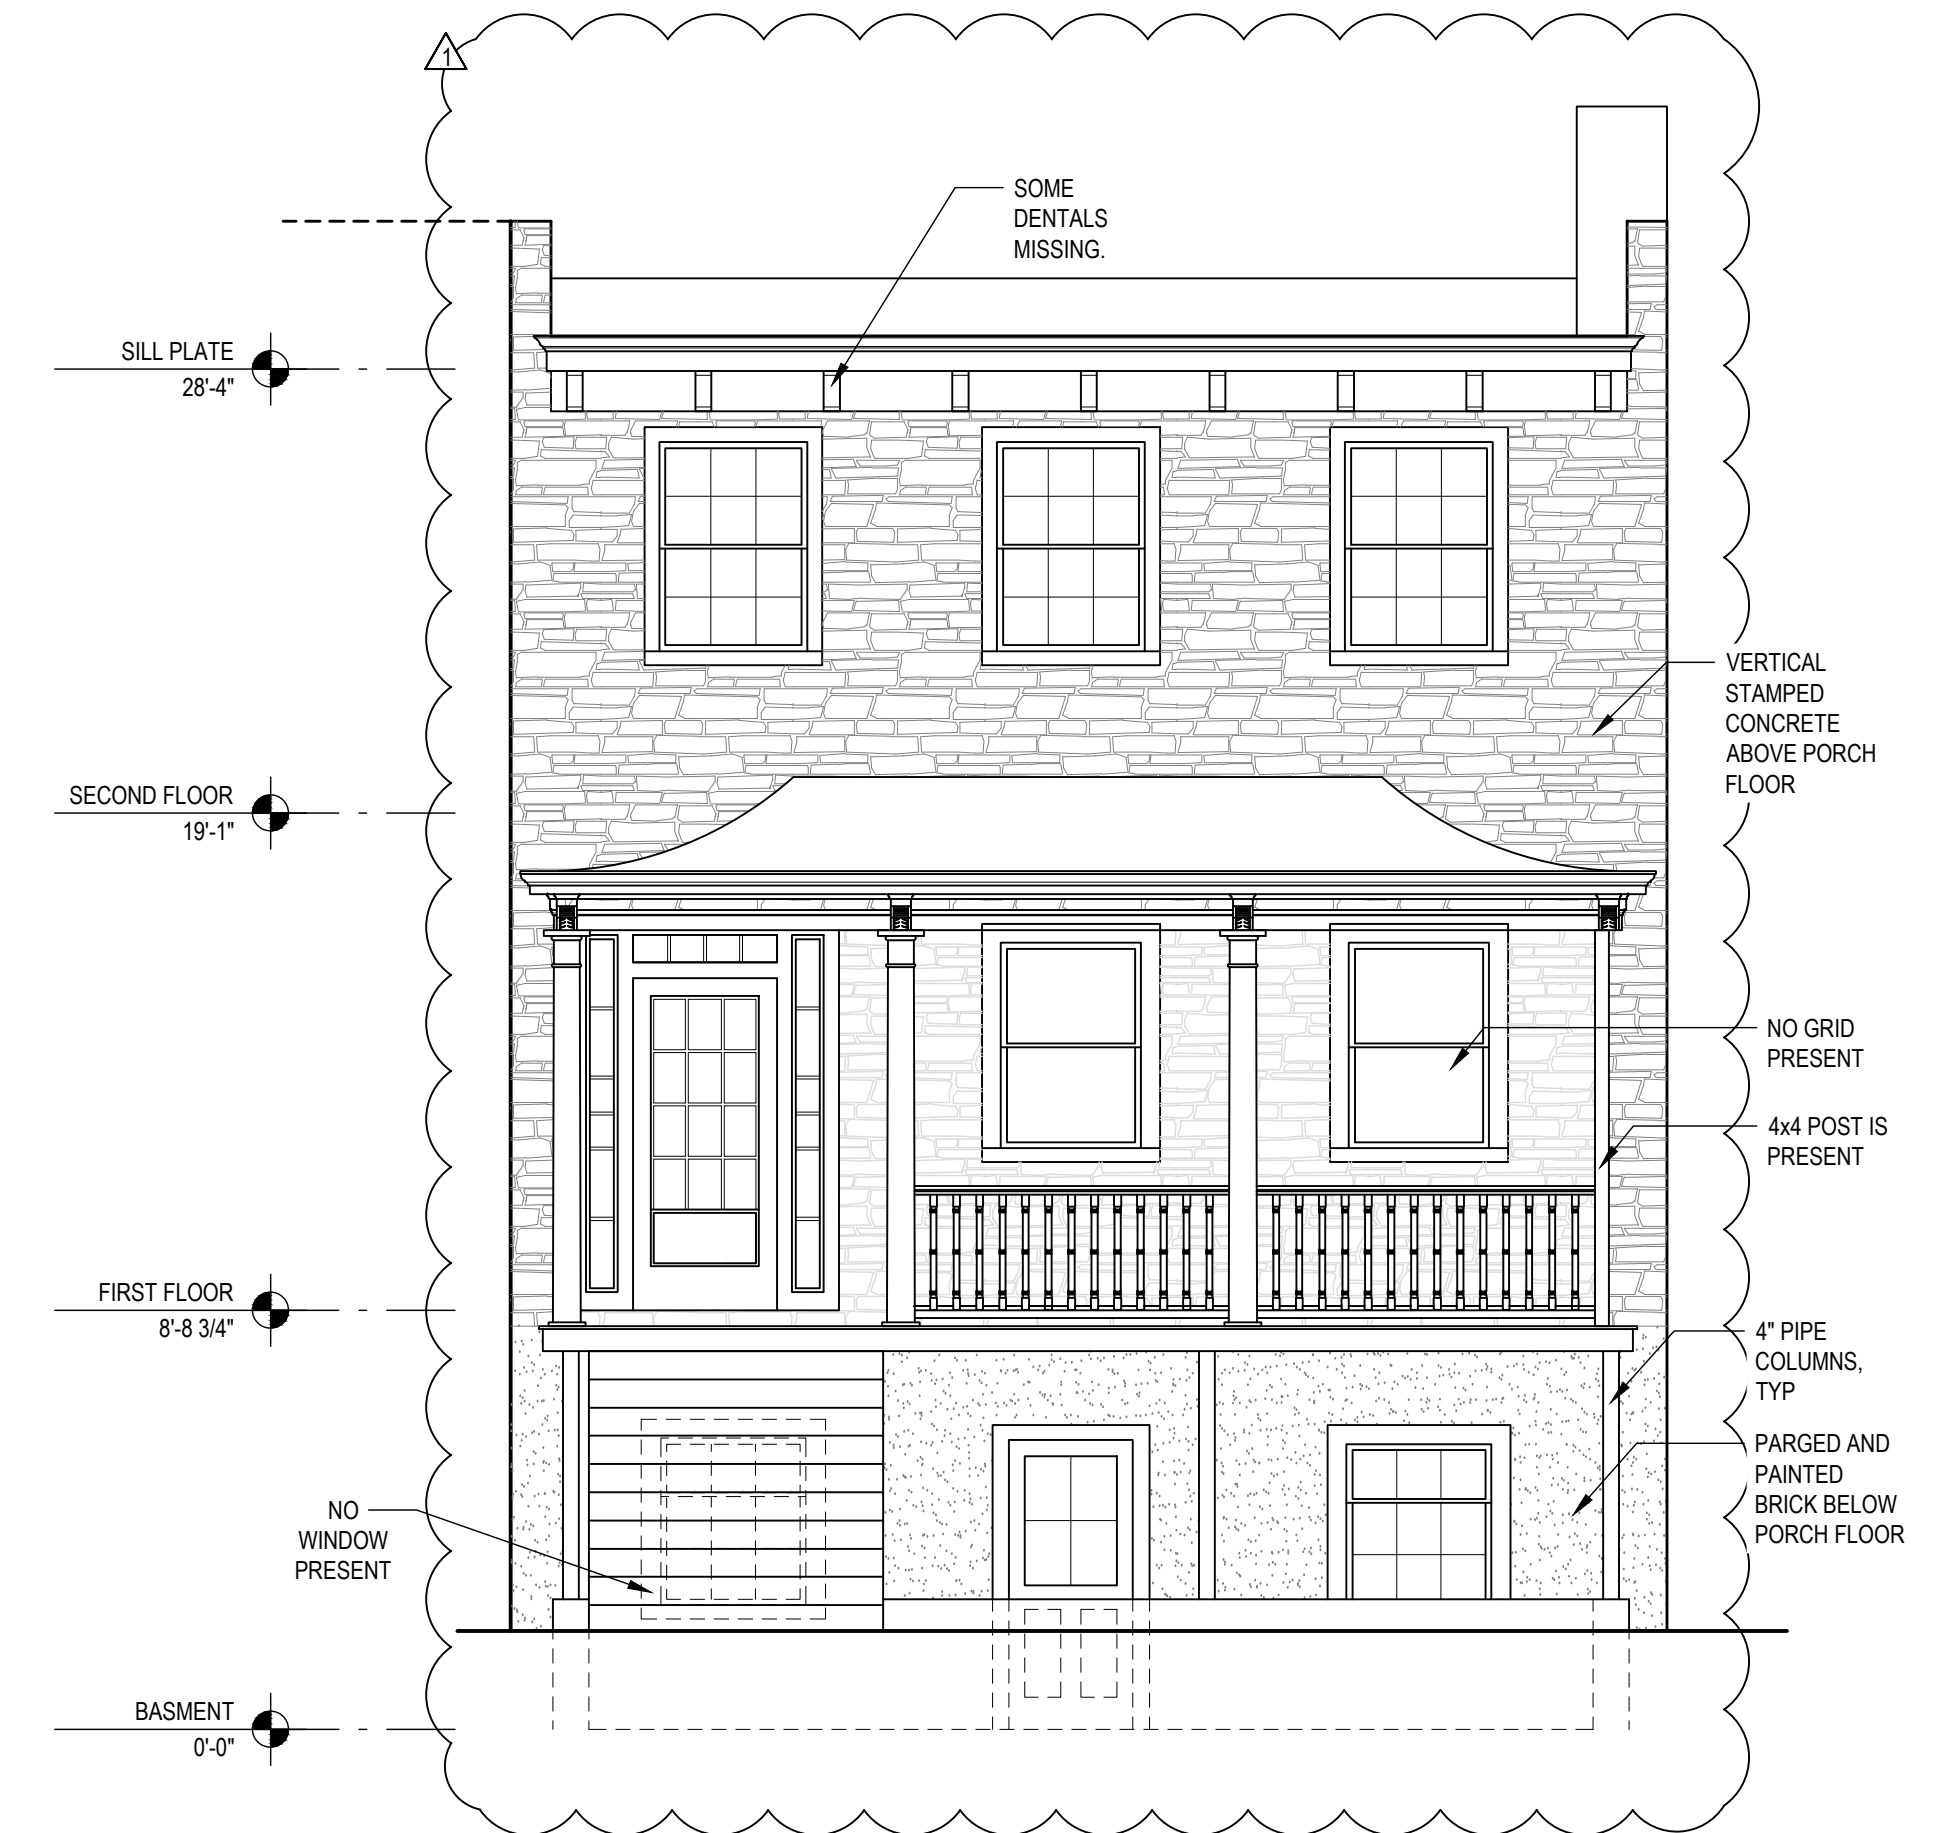 1
SOME
DENTALS
MISSING.
SILL PLATE
28'-4"
VERTICAL
STAMPED
CONCRETE
ABOVE PORCH
FLOOR
SECOND FLOOR
19'-1"
NO GRID
PRESENT
4x4 POST IS
PRESENT
FIRST FLOOR
8'-8 3/4"
4" PIPE
COLUMNS,
TYP
PARGED AND
PAINTED
BRICK BELOW
PORCH FLOOR
NO
WINDOW
PRESENT
BASMENT
0'-0"